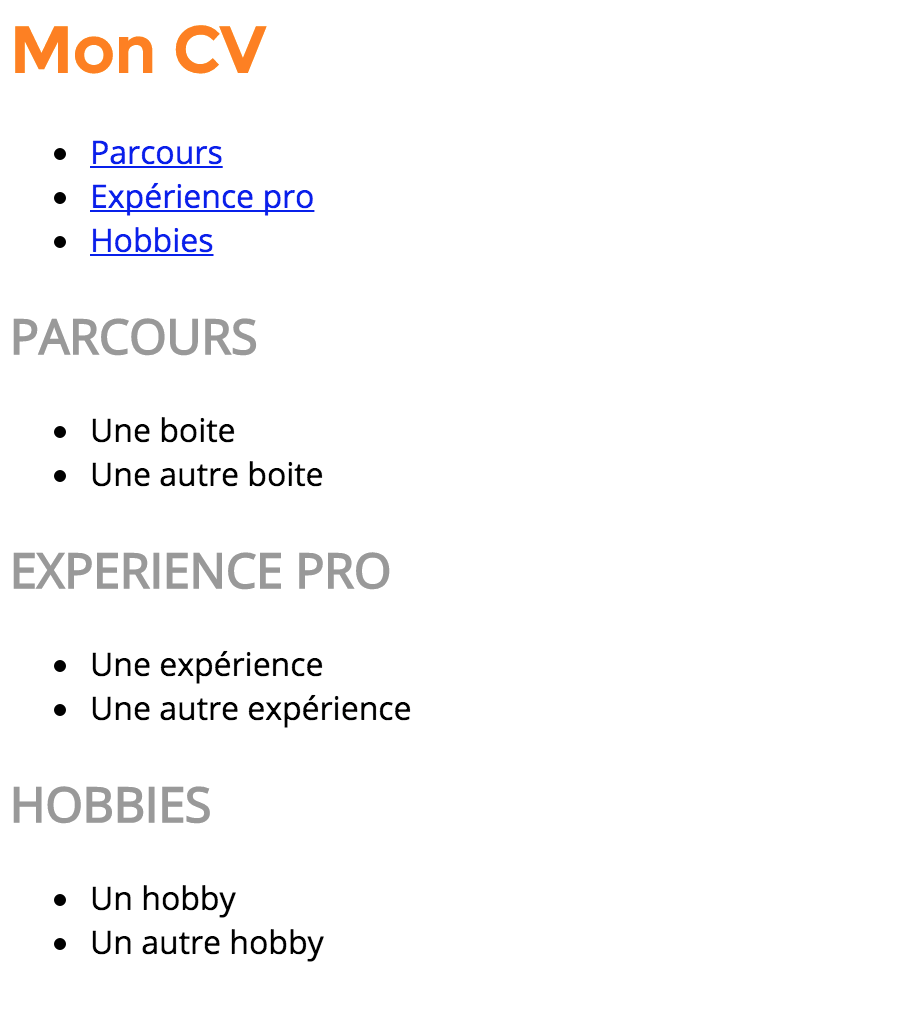 Mon CV
Parcours
Expérience pro
Hobbies
PARCOURS
Une boite
Une autre boite
EXPERIENCE PRO
Une expérience
Une autre expérience
HOBBIES
Un hobby
Un autre hobby